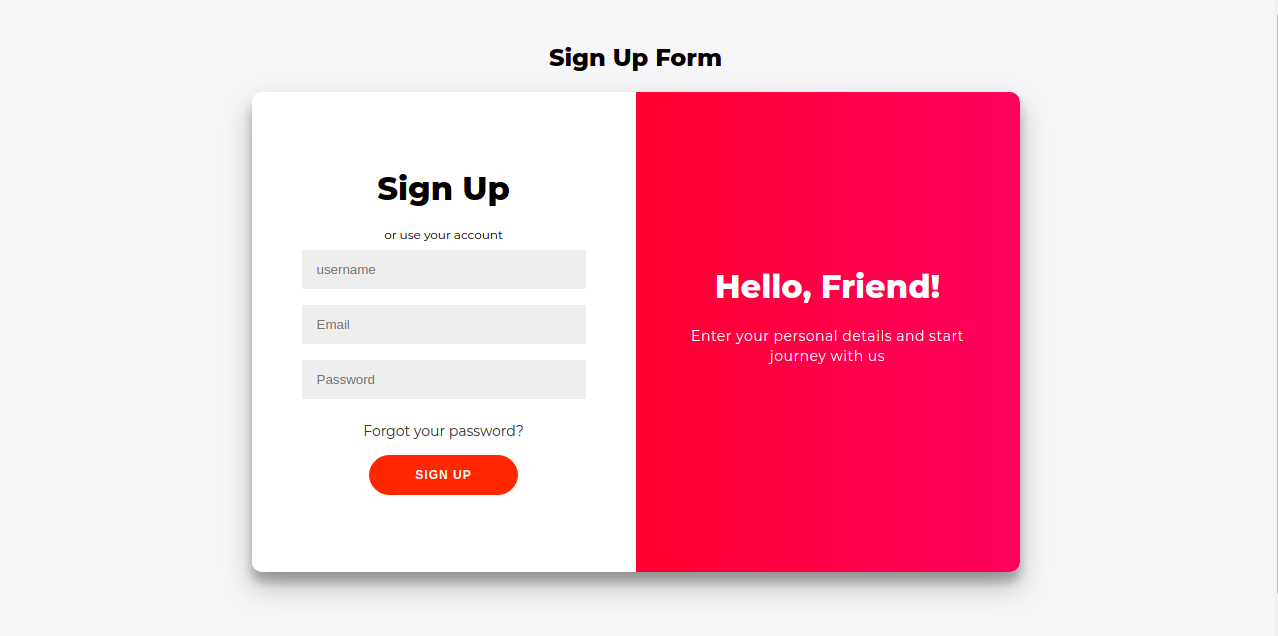 Sign Up Form
Sign Up
or use your account
username
Email
Password
Forgot your password?
SIGN UP
Hello, Friend!
Enter your personal details and start
journey with us